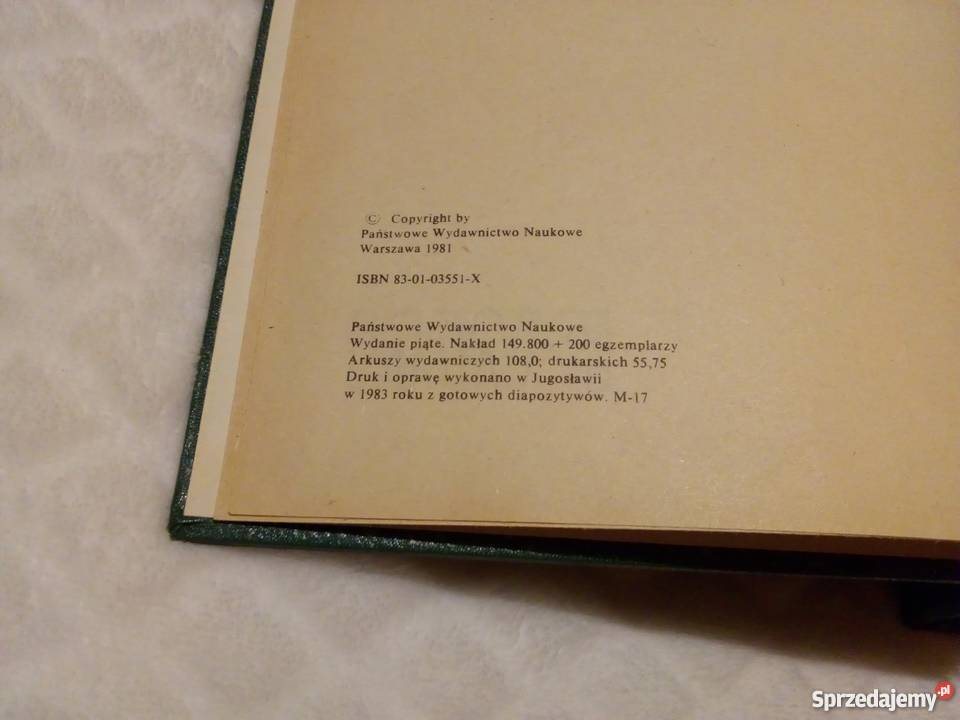 © Copyright by
Państwowe Wydawnictwo Naukowe
Warszawa 1981
ISBN 83-01-03551-X
Państwowe Wydawnictwo Naukowe
Wydanie piąte. Nakład 149.800 + 200 egzemplarzy
Arkuszy wydawniczych 108,0; drukarskich 55,75
Druk i oprawę wykonano w Jugosławii
w 1983 roku z gotowych diapozytywów. M-17
Sprzedajemy.pl